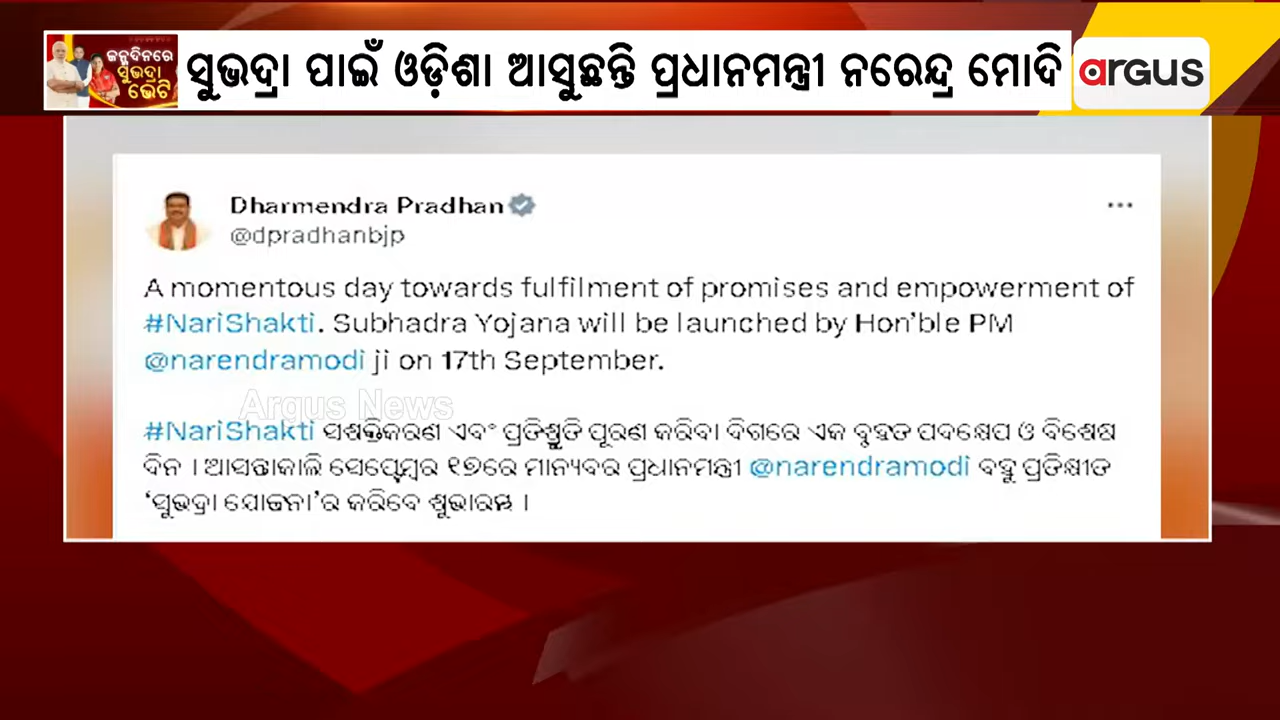 ଜନ୍ମଦିନରେ
ସୁଭଦ୍ରା
ଭେଟି
ସୁଭଦ୍ରା ପାଇଁ ଓଡ଼ିଶା ଆସୁଛନ୍ତି ପ୍ରଧାନମନ୍ତ୍ରୀ ନରେନ୍ଦ୍ର ମୋଦି
argus
Dharmendra Pradhan
@dpradhanbjp
A momentous day towards fulfilment of promises and empowerment of
#NariShakti. Subhadra Yojana will be launched by Hon'ble PM
@narendramodi ji on 17th September.
Argus News
#NariShakti ସଶକ୍ତିକରଣ ଏବଂ ପ୍ରତିଶ୍ରୁତି ପୂରଣ କରିବା ଦିଗରେ ଏକ ବୃହତ ପଦକ୍ଷେପ ଓ ବିଶେଷ
ଦିନ । ଆସନ୍ତାକାଲି ସେପ୍ଟେମ୍ବର ୧୭ରେ ମାନ୍ୟବର ପ୍ରଧାନମନ୍ତ୍ରୀ @narendramodi ବହୁ ପ୍ରତିକ୍ଷୀତ
‘ସୁଭଦ୍ରା ଯୋଜନା’ର କରିବେ ଶୁଭାରମ୍ଭ ।